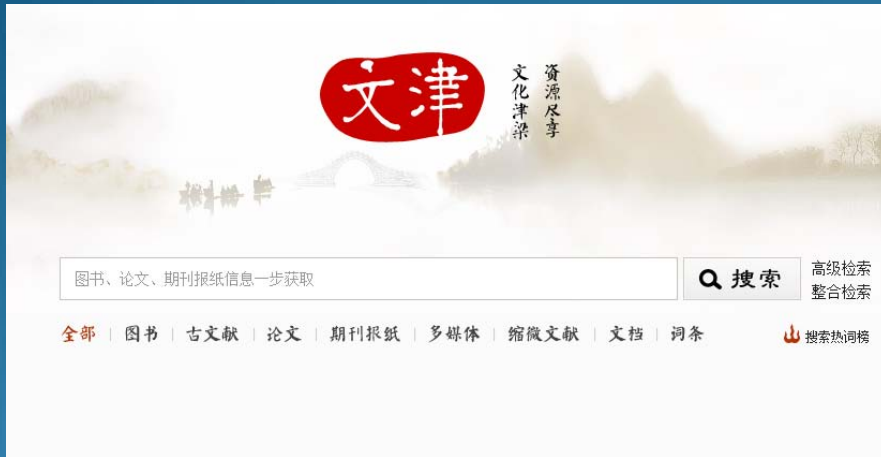 文津
资源尽享
文化津梁
图书、论文、期刊报纸信息一步获取
搜索
高级检索
整合检索
全部 | 图书 | 古文献 | 论文 | 期刊报纸 | 多媒体 | 缩微文献 | 文档 | 词条
搜索热词榜